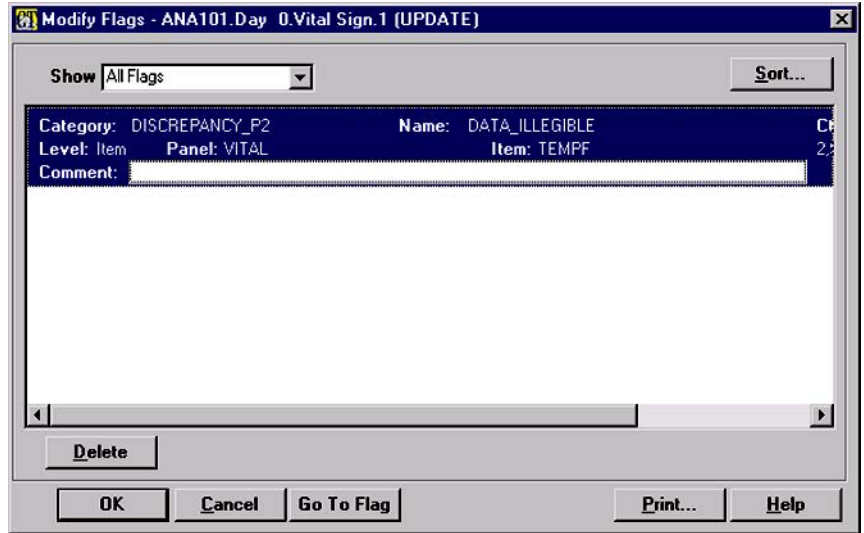 Modify Flags - ANA101.Day 0.Vital Sign.1 (UPDATE)
Show All Flags Sort...
Category: DISCREPANCY_P2 Name: DATA_ILLEGIBLE
Level: Item Panel: VITAL Item: TEMPF
Comment:
Delete
OK Cancel Go To Flag Print... Help